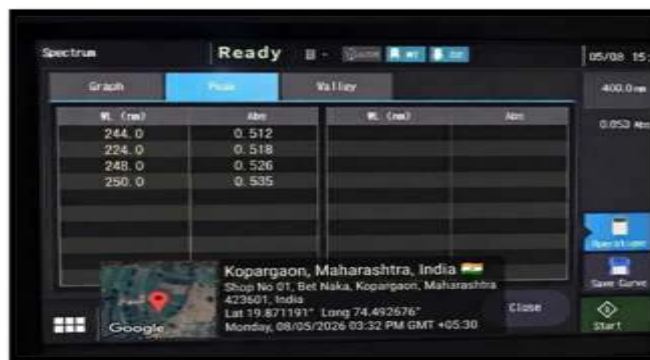 Spectrum Ready 05/08 15:
Graph Peak Valley 400.0 nm
WL (nm) Abs WL (nm) Abs
0.053 Abs
244.0 0.512
224.0 0.518
248.0 0.526
250.0 0.535
Operations
Save Curve
Close
Start
Kopargaon, Maharashtra, India
Shop No 01, Bet Naka, Kopargaon, Maharashtra
423601, India
Lat 19.871191° Long 74.492676°
Monday, 08/05/2026 03:32 PM GMT +05:30
Google